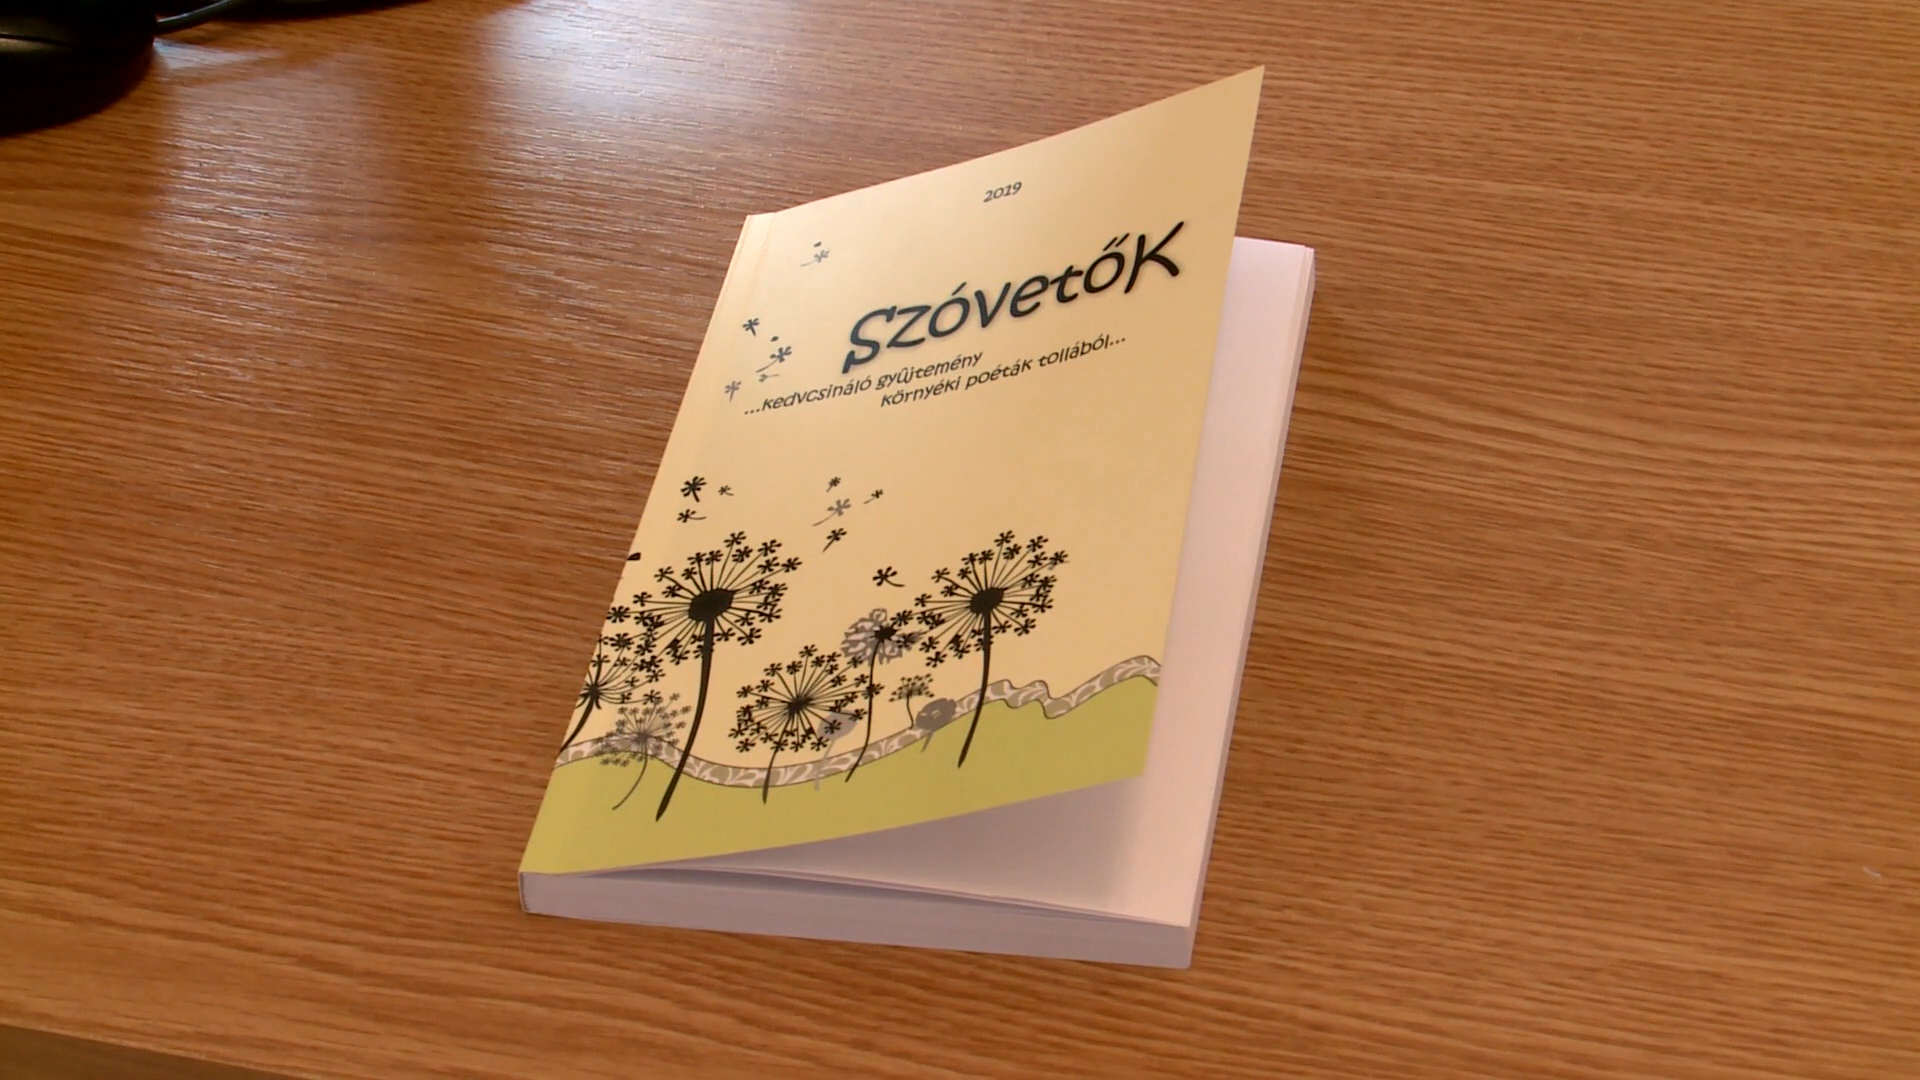 2019
Szóvetők
...kedvcsináló gyűjtemény
környéki poéták tollából...